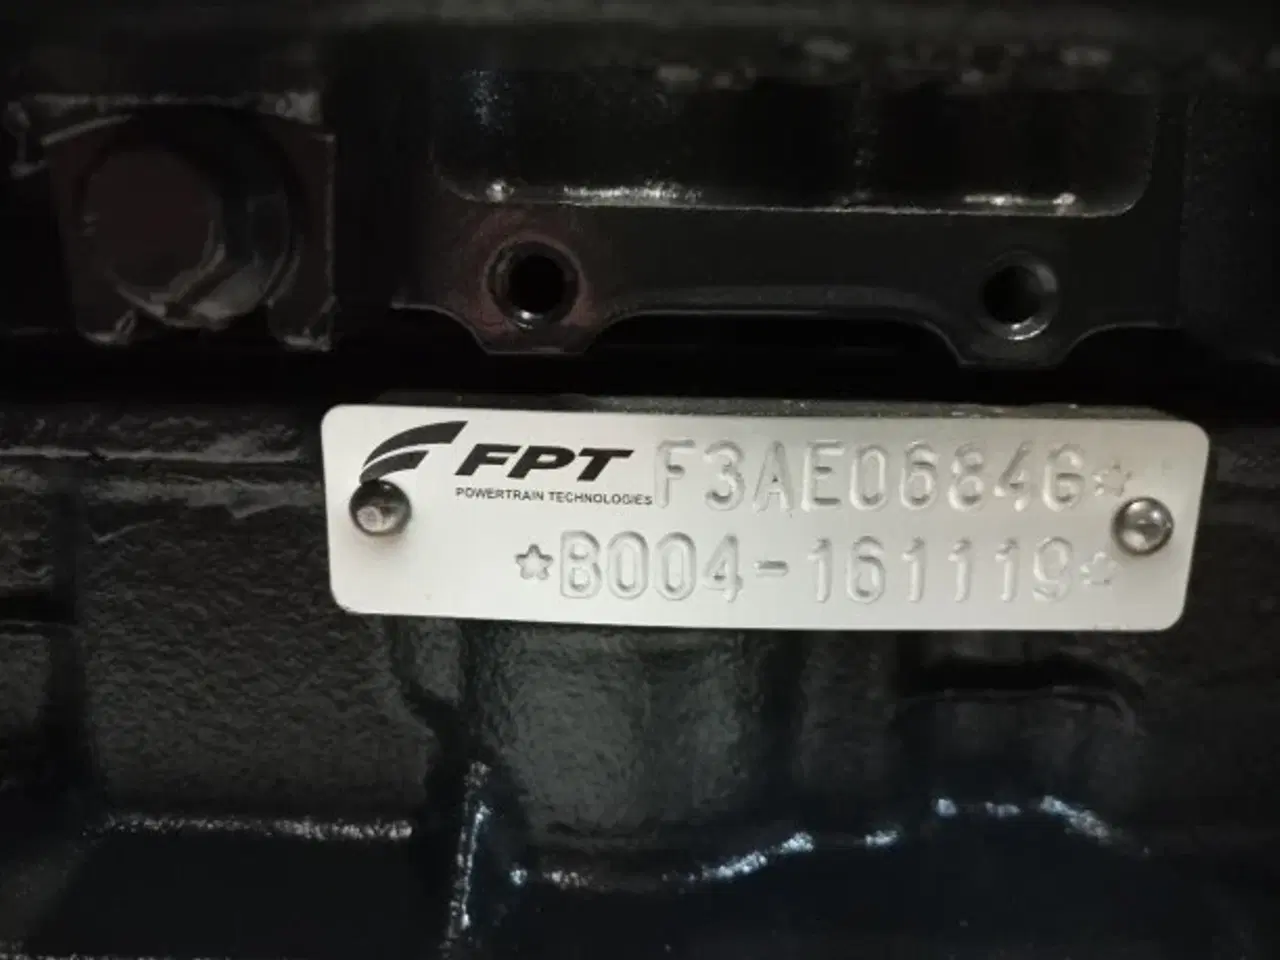 FPT F3AE0684G*
POWERTRAIN TECHNOLOGIES
*B004-161119*